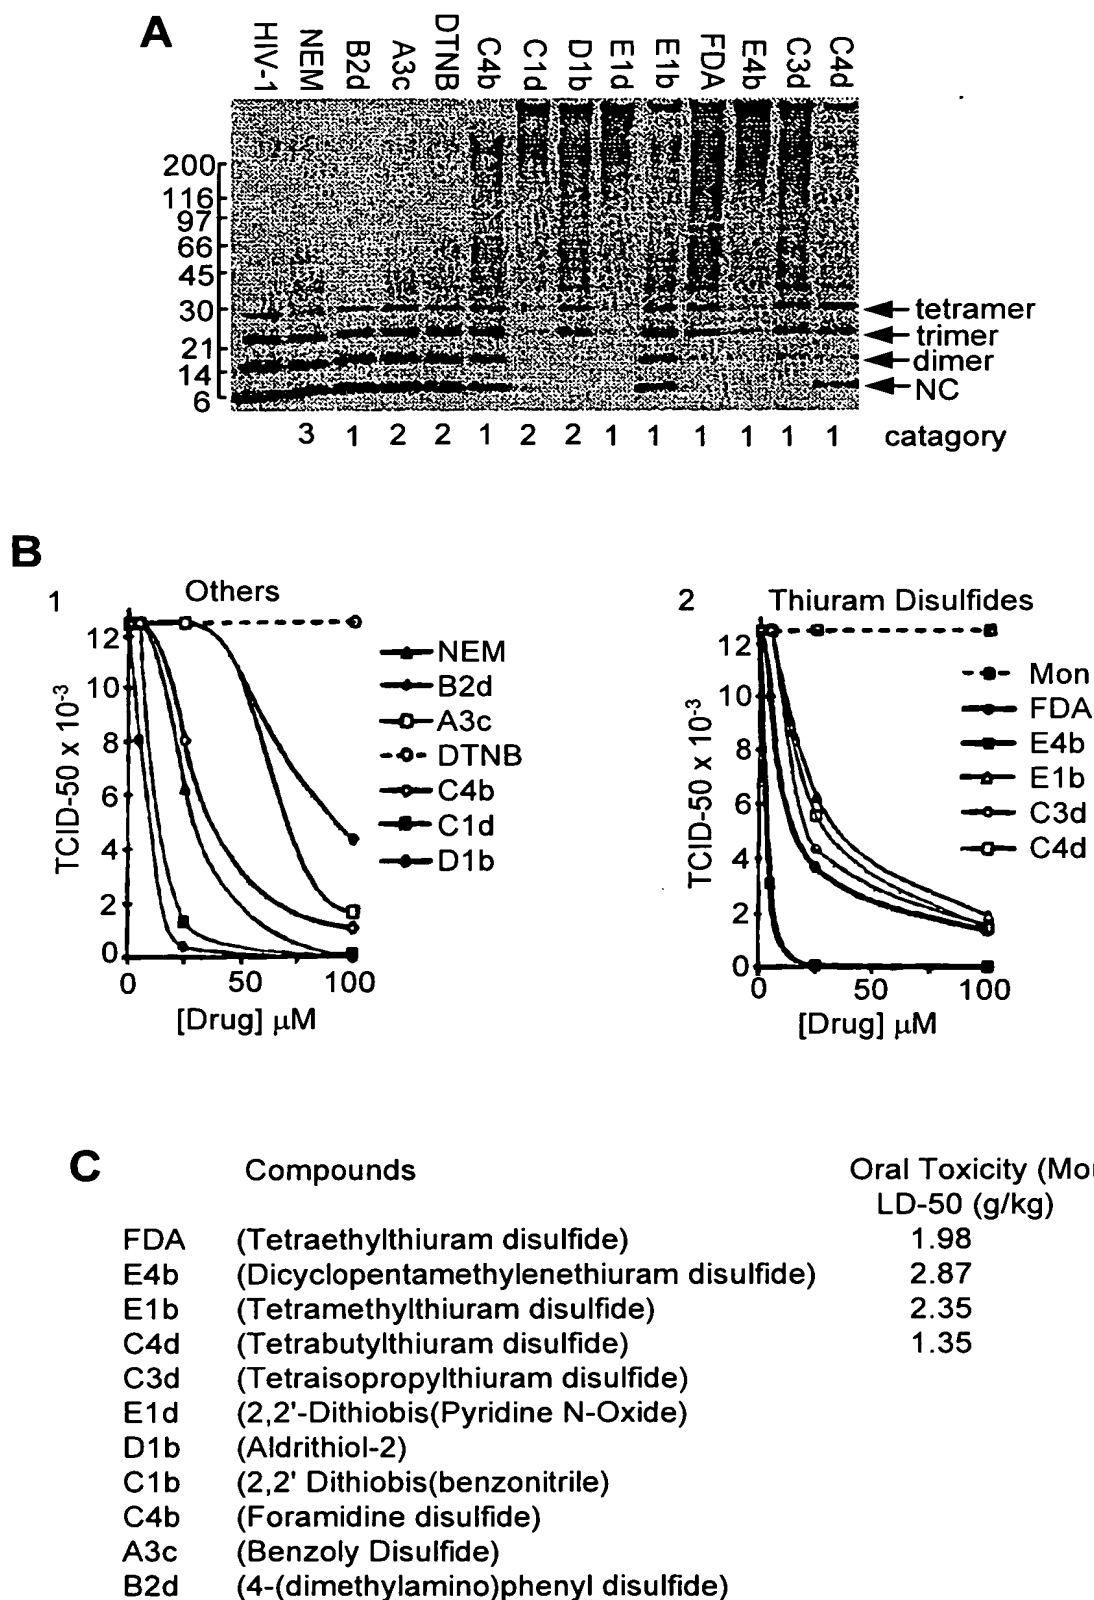 A
HIV-1 NEM B2d A3c DTNB C4b C1d D1b E1d E1b FDA E4b C3d C4d
200
116
97
66
45
30
21
14
6
tetramer
trimer
dimer
NC
3 1 2 2 1 2 2 1 1 1 1 1 1 catagory
B
1 Others
TCID-50 x 10-3
12
10
8
6
4
2
0
0 50 100
[Drug] μM
NEM
B2d
A3c
DTNB
C4b
C1d
D1b
2 Thiuram Disulfides
TCID-50 x 10-3
12
10
8
6
4
2
0
0 50 100
[Drug] μM
Mon
FDA
E4b
E1b
C3d
C4d
C Compounds Oral Toxicity (Mou
LD-50 (g/kg)
FDA (Tetraethylthiuram disulfide) 1.98
E4b (Dicyclopentamethylenethiuram disulfide) 2.87
E1b (Tetramethylthiuram disulfide) 2.35
C4d (Tetrabutylthiuram disulfide) 1.35
C3d (Tetraisopropylthiuram disulfide)
E1d (2,2'-Dithiobis(Pyridine N-Oxide)
D1b (Aldrithiol-2)
C1b (2,2' Dithiobis(benzonitrile)
C4b (Foramidine disulfide)
A3c (Benzoly Disulfide)
B2d (4-(dimethylamino)phenyl disulfide)